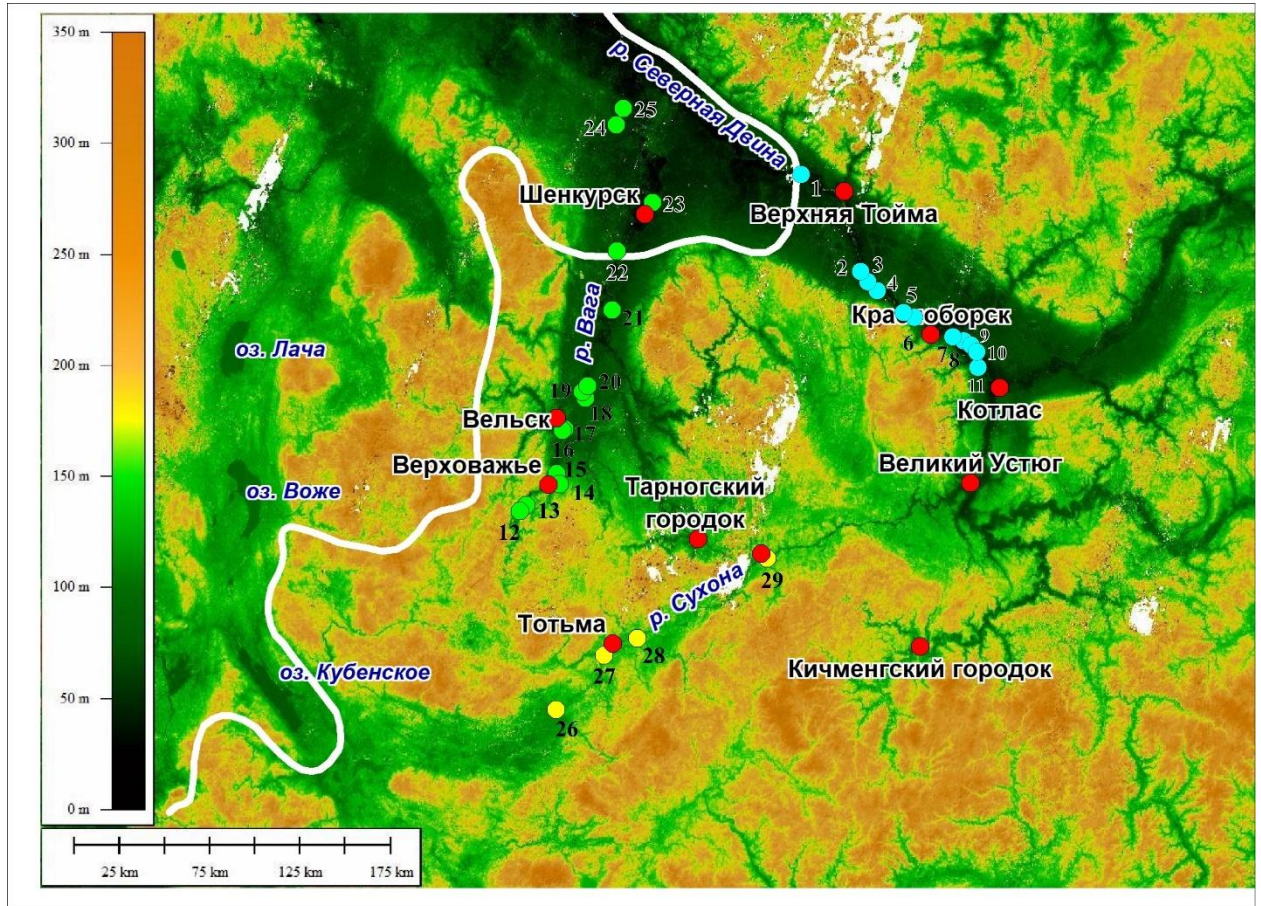 350 m
300 m
250 m
200 m
150 m
100 m
50 m
0 m
25 km
75 km
125 km
175 km
р. Северная Двина
25
24
Шенкурск
23
1
Верхняя Тойма
22
2
3
4
5
Красноборск
6
7
8
9
10
11
Котлас
р. Вага
21
оз. Лача
20
19
18
Вельск
17
16
Верховажье
15
14
13
12
Великий Устюг
оз. Воже
Тарногский
городок
29
р. Сухона
Тотьма
28
27
26
оз. Кубенское
Кичменгский городок